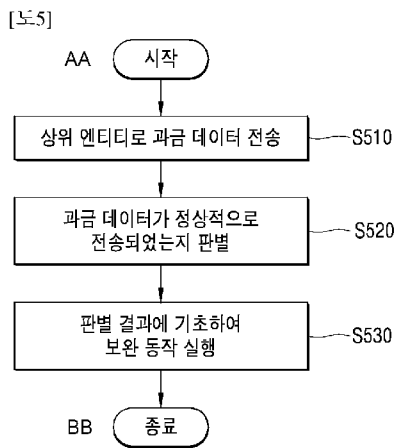 [도5]
AA 시작
상위 엔티티로 과금 데이터 전송 S510
과금 데이터가 정상적으로
전송되었는지 판별 S520
판별 결과에 기초하여
보완 동작 실행 S530
BB 종료